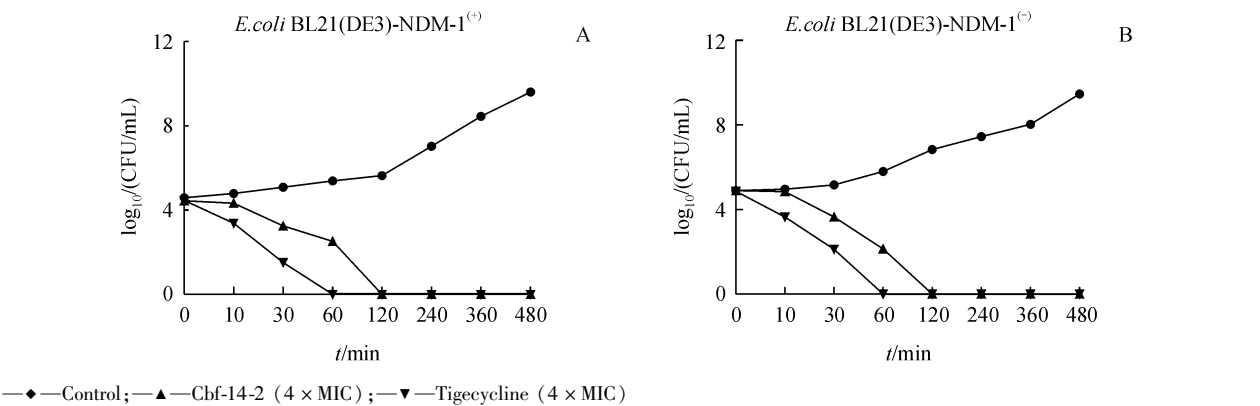 E.coli BL21(DE3)-NDM-1(+)
A
12
8
4
0
log10/(CFU/mL)
0 10 30 60 120 240 360 480
t/min
E.coli BL21(DE3)-NDM-1(−)
B
12
8
4
0
log10/(CFU/mL)
0 10 30 60 120 240 360 480
t/min
—◆—Control;—▲—Cbf-14-2 (4 × MIC);—▼—Tigecycline (4 × MIC)